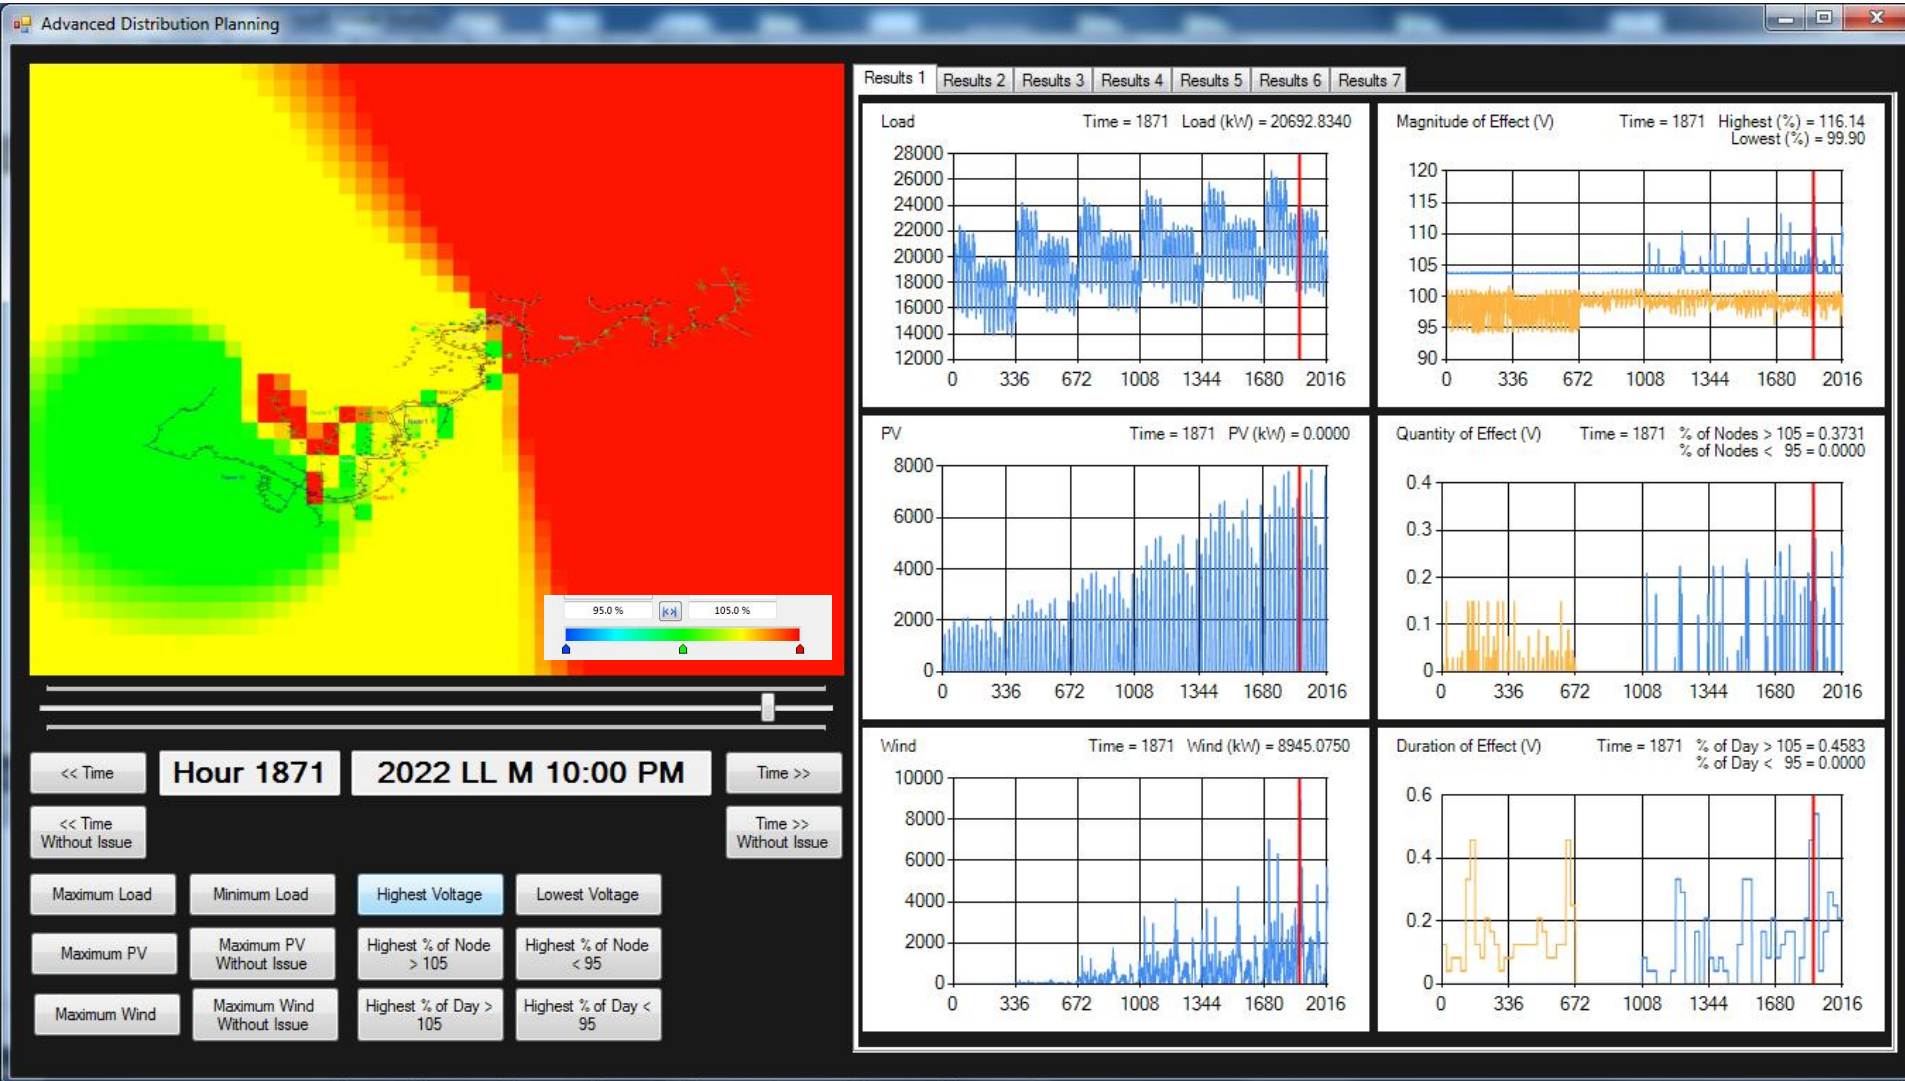 Advanced Distribution Planning
95.0 %
105.0 %
<< Time
Hour 1871
2022 LL M 10:00 PM
Time >>
<< Time
Without Issue
Time >>
Without Issue
Maximum Load
Minimum Load
Highest Voltage
Lowest Voltage
Maximum PV
Maximum PV
Without Issue
Highest % of Node
> 105
Highest % of Node
< 95
Maximum Wind
Maximum Wind
Without Issue
Highest % of Day >
105
Highest % of Day <
95
Results 1 Results 2 Results 3 Results 4 Results 5 Results 6 Results 7
Load Time = 1871 Load (kW) = 20692.8340
28000
26000
24000
22000
20000
18000
16000
14000
12000
0 336 672 1008 1344 1680 2016
Magnitude of Effect (V) Time = 1871 Highest (%) = 116.14
Lowest (%) = 99.90
120
115
110
105
100
95
90
0 336 672 1008 1344 1680 2016
PV Time = 1871 PV (kW) = 0.0000
8000
6000
4000
2000
0
0 336 672 1008 1344 1680 2016
Quantity of Effect (V) Time = 1871 % of Nodes > 105 = 0.3731
% of Nodes < 95 = 0.0000
0.4
0.3
0.2
0.1
0
0 336 672 1008 1344 1680 2016
Wind Time = 1871 Wind (kW) = 8945.0750
10000
8000
6000
4000
2000
0
0 336 672 1008 1344 1680 2016
Duration of Effect (V) Time = 1871 % of Day > 105 = 0.4583
% of Day < 95 = 0.0000
0.6
0.4
0.2
0
0 336 672 1008 1344 1680 2016